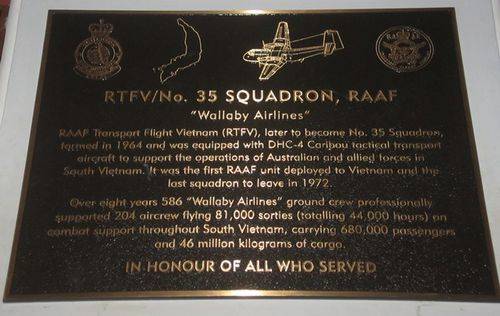 RTFV/No. 35 SQUADRON, RAAF
"Wallaby Airlines"
RAAF Transport Flight Vietnam (RTFV), later to become No. 35 Squadron,
formed in 1964 and was equipped with DHC-4 Caribou tactical transport
aircraft to support the operations of Australian and allied forces in
South Vietnam. It was the first RAAF unit deployed to Vietnam and the
last squadron to leave in 1972.
Over eight years 586 "Wallaby Airlines" ground crew professionally
supported 204 aircrew flying 81,000 sorties (totalling 44,000 hours) on
combat support throughout South Vietnam, carrying 680,000 passengers
and 46 million kilograms of cargo.
IN HONOUR OF ALL WHO SERVED